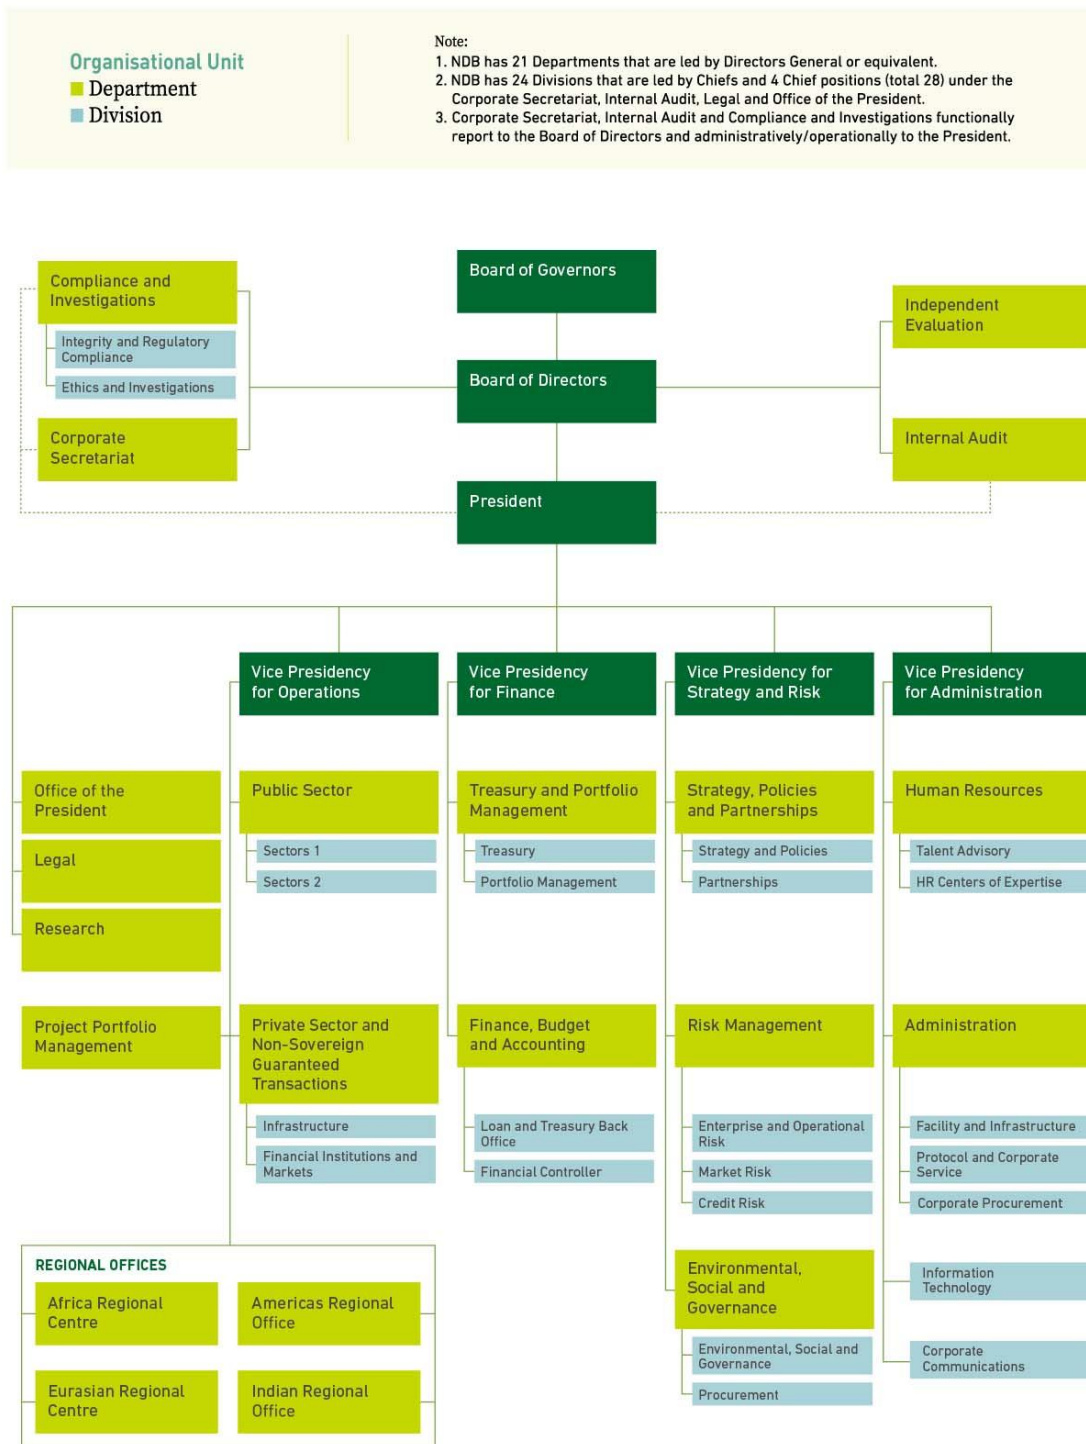 Organisational Unit
Department
Division
Note:
1. NDB has 21 Departments that are led by Directors General or equivalent.
2. NDB has 24 Divisions that are led by Chiefs and 4 Chief positions (total 28) under the
Corporate Secretariat, Internal Audit, Legal and Office of the President.
3. Corporate Secretariat, Internal Audit and Compliance and Investigations functionally
report to the Board of Directors and administratively/operationally to the President.
Compliance and
Investigations
Integrity and Regulatory
Compliance
Ethics and Investigations
Corporate
Secretariat
Board of Governors
Board of Directors
President
Independent
Evaluation
Internal Audit
Vice Presidency
for Operations
Vice Presidency
for Finance
Vice Presidency for
Strategy and Risk
Vice Presidency
for Administration
Office of the
President
Legal
Research
Project Portfolio
Management
Public Sector
Sectors 1
Sectors 2
Private Sector and
Non-Sovereign
Guaranteed
Transactions
Infrastructure
Financial Institutions and
Markets
Treasury and Portfolio
Management
Treasury
Portfolio Management
Finance, Budget
and Accounting
Loan and Treasury Back
Office
Financial Controller
Strategy, Policies
and Partnerships
Strategy and Policies
Partnerships
Risk Management
Enterprise and Operational
Risk
Market Risk
Credit Risk
Environmental,
Social and
Governance
Environmental, Social and
Governance
Procurement
Human Resources
Talent Advisory
HR Centers of Expertise
Administration
Facility and Infrastructure
Protocol and Corporate
Service
Corporate Procurement
Information
Technology
Corporate
Communications
REGIONAL OFFICES
Africa Regional
Centre
Americas Regional
Office
Eurasian Regional
Centre
Indian Regional
Office